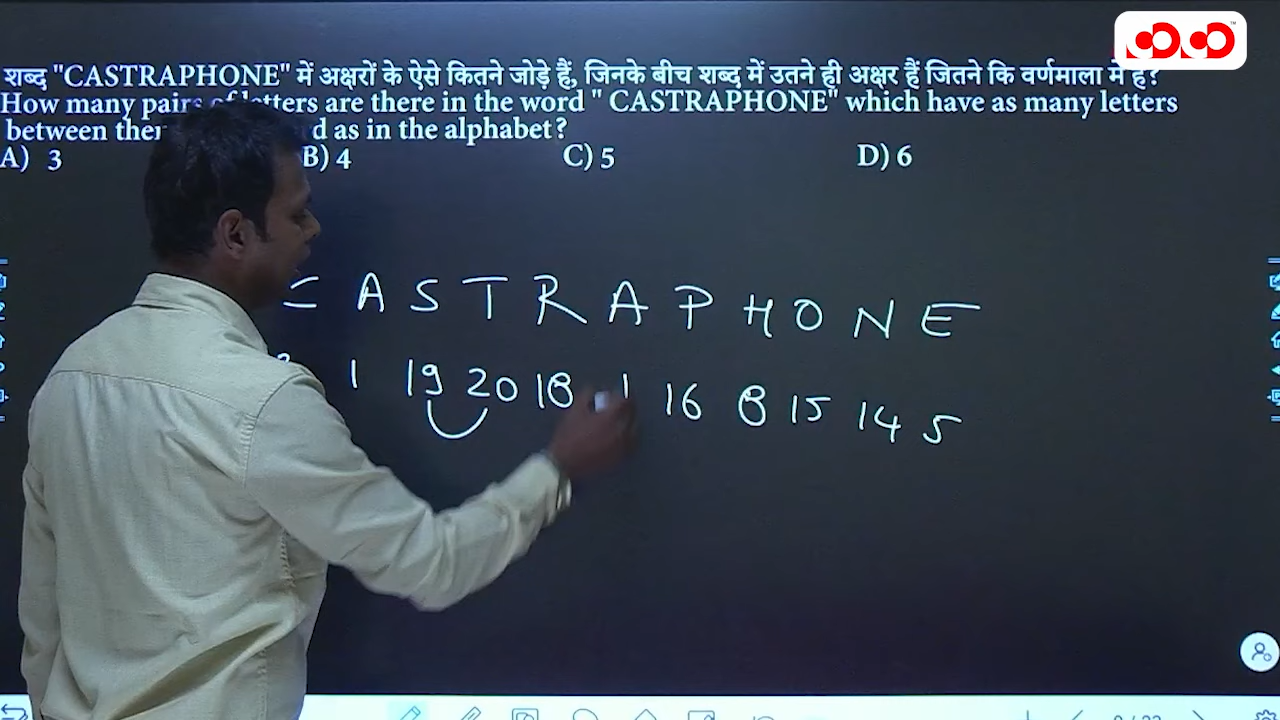 शब्द "CASTRAPHONE" में अक्षरों के ऐसे कितने जोड़े हैं, जिनके बीच शब्द में उतने ही अक्षर हैं जितने कि वर्णमाला में है?
How many pairs of letters are there in the word " CASTRAPHONE" which have as many letters
between as in the alphabet?
A) 3 B) 4 C) 5 D) 6
C A S T R A P H O N E
1 19 20 18 1 16 8 15 14 5